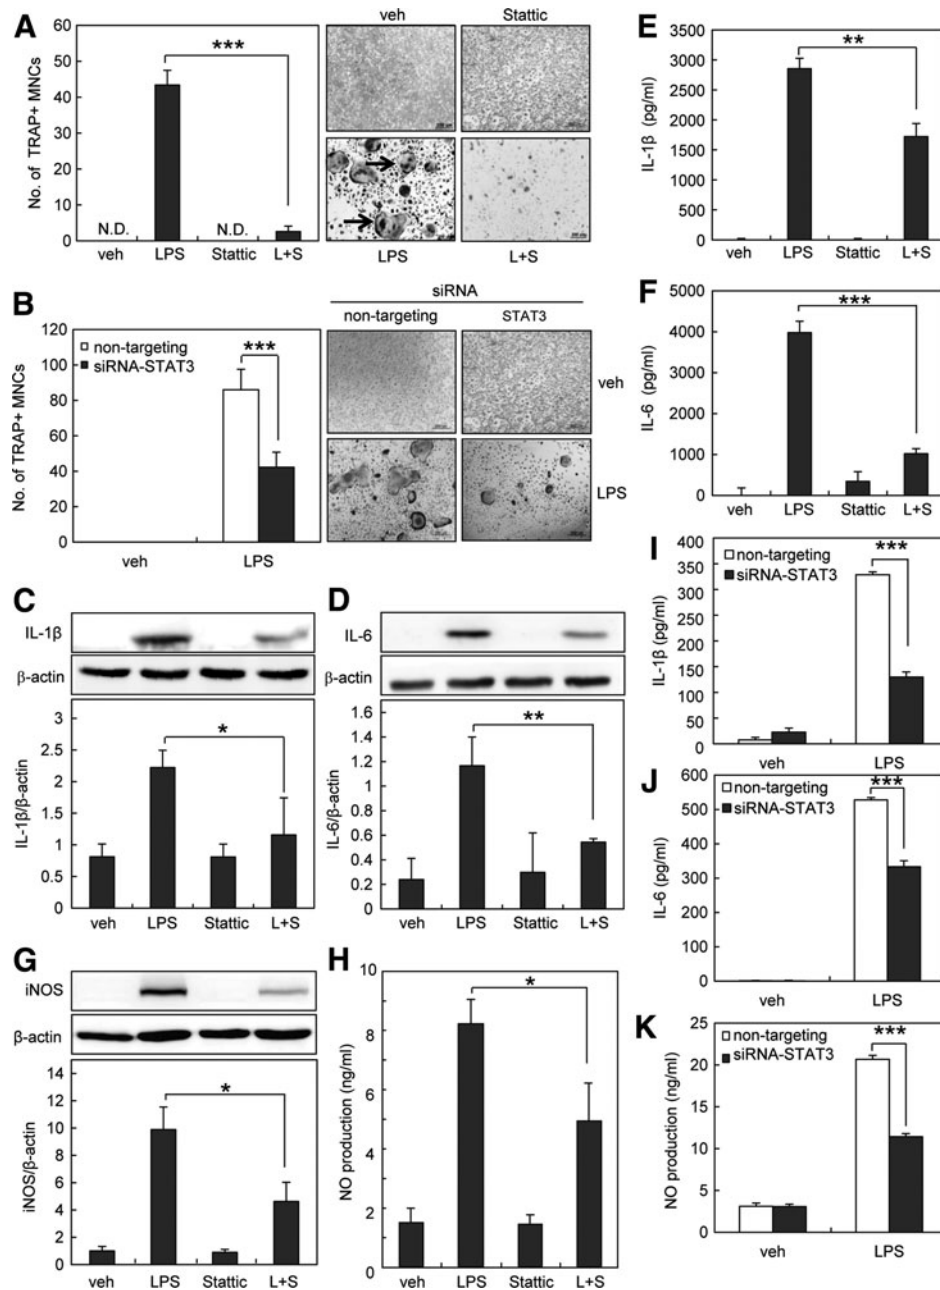 A
60
50
40
30
20
10
0
No. of TRAP+ MNCs
***
N.D.
N.D.
veh
LPS
Stattic
L+S
veh
Stattic
LPS
L+S
B
120
100
80
60
40
20
0
No. of TRAP+ MNCs
non-targeting
siRNA-STAT3
***
veh
LPS
siRNA
non-targeting
STAT3
veh
LPS
C
IL-1β
β-actin
3
2.5
2
1.5
1
0.5
0
IL-1β/β-actin
*
veh
LPS
Stattic
L+S
D
IL-6
β-actin
1.6
1.4
1.2
1
0.8
0.6
0.4
0.2
0
IL-6/β-actin
**
veh
LPS
Stattic
L+S
E
3500
3000
2500
2000
1500
1000
500
0
IL-1β (pg/ml)
**
veh
LPS
Stattic
L+S
F
5000
4000
3000
2000
1000
0
IL-6 (pg/ml)
***
veh
LPS
Stattic
L+S
G
iNOS
β-actin
14
12
10
8
6
4
2
0
iNOS/β-actin
*
veh
LPS
Stattic
L+S
H
10
8
6
4
2
0
NO production (ng/ml)
*
veh
LPS
Stattic
L+S
I
400
350
300
250
200
150
100
50
0
IL-1β (pg/ml)
non-targeting
siRNA-STAT3
***
veh
LPS
J
600
500
400
300
200
100
0
IL-6 (pg/ml)
non-targeting
siRNA-STAT3
***
veh
LPS
K
25
20
15
10
5
0
NO production (ng/ml)
non-targeting
siRNA-STAT3
***
veh
LPS